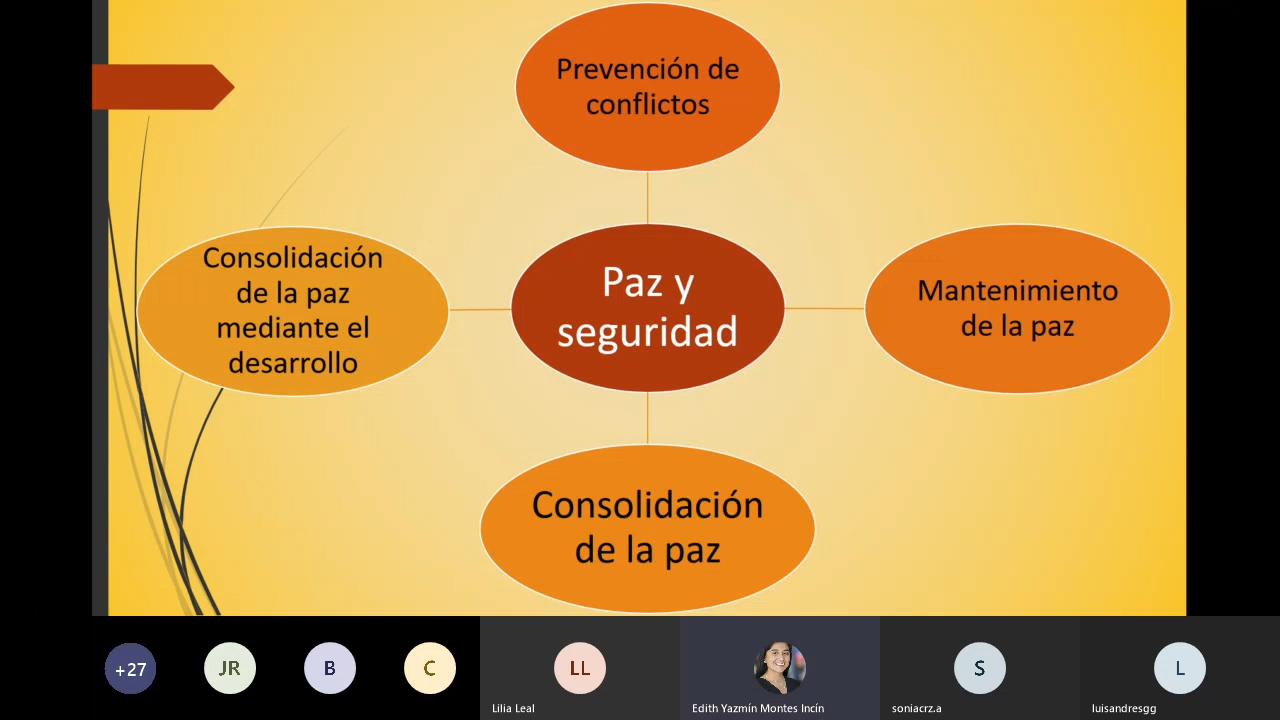 Prevención de
conflictos
Consolidación
de la paz
mediante el
desarrollo
Paz y
seguridad
Mantenimiento
de la paz
Consolidación
de la paz
+27
JR
B
C
LL
S
L
Lilia Leal
Edith Yazmín Montes Incín
soniacrz.a
luisandresgg